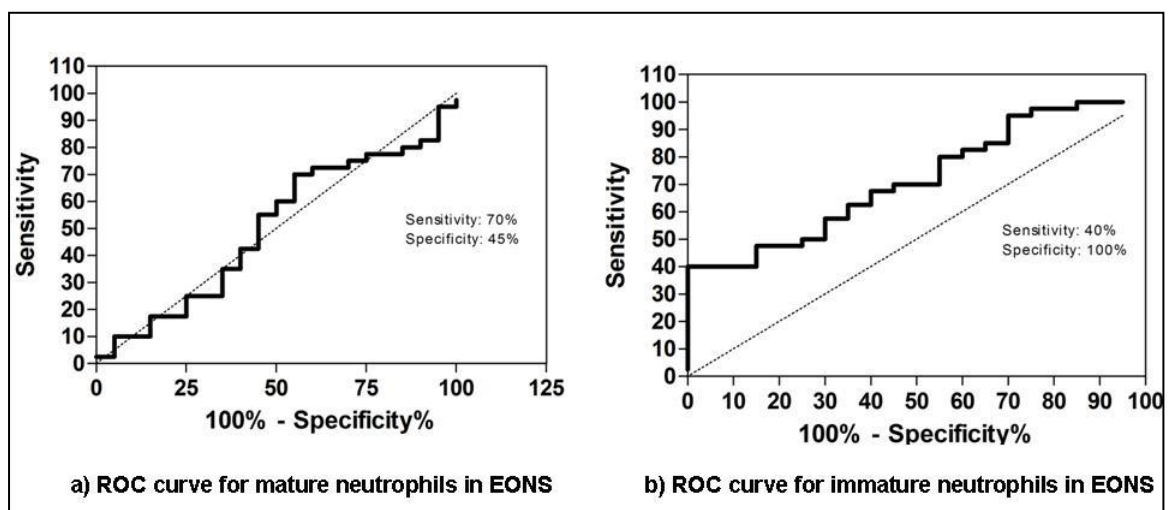 110
100
90
80
70
60
50
40
30
20
10
0
Sensitivity
Sensitivity: 70%
Specificity: 45%
0 25 50 75 100 125
100% - Specificity%
a) ROC curve for mature neutrophils in EONS
110
100
90
80
70
60
50
40
30
20
10
0
Sensitivity
Sensitivity: 40%
Specificity: 100%
0 10 20 30 40 50 60 70 80 90 100
100% - Specificity%
b) ROC curve for immature neutrophils in EONS